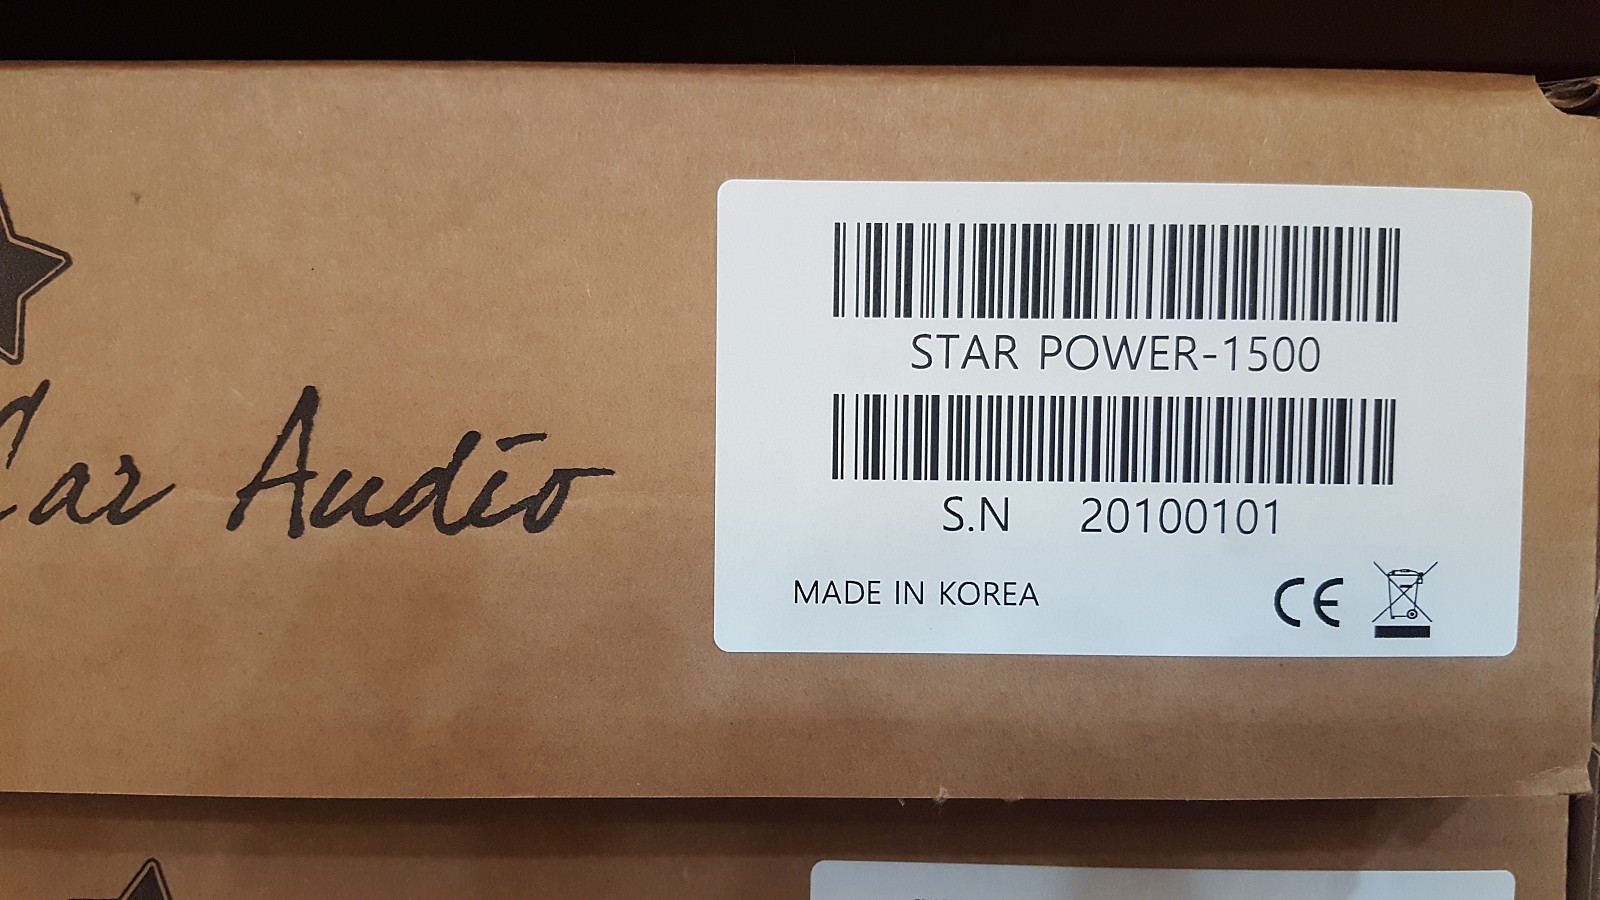 Car Audio
STAR POWER-1500
S.N 20100101
MADE IN KOREA
CE